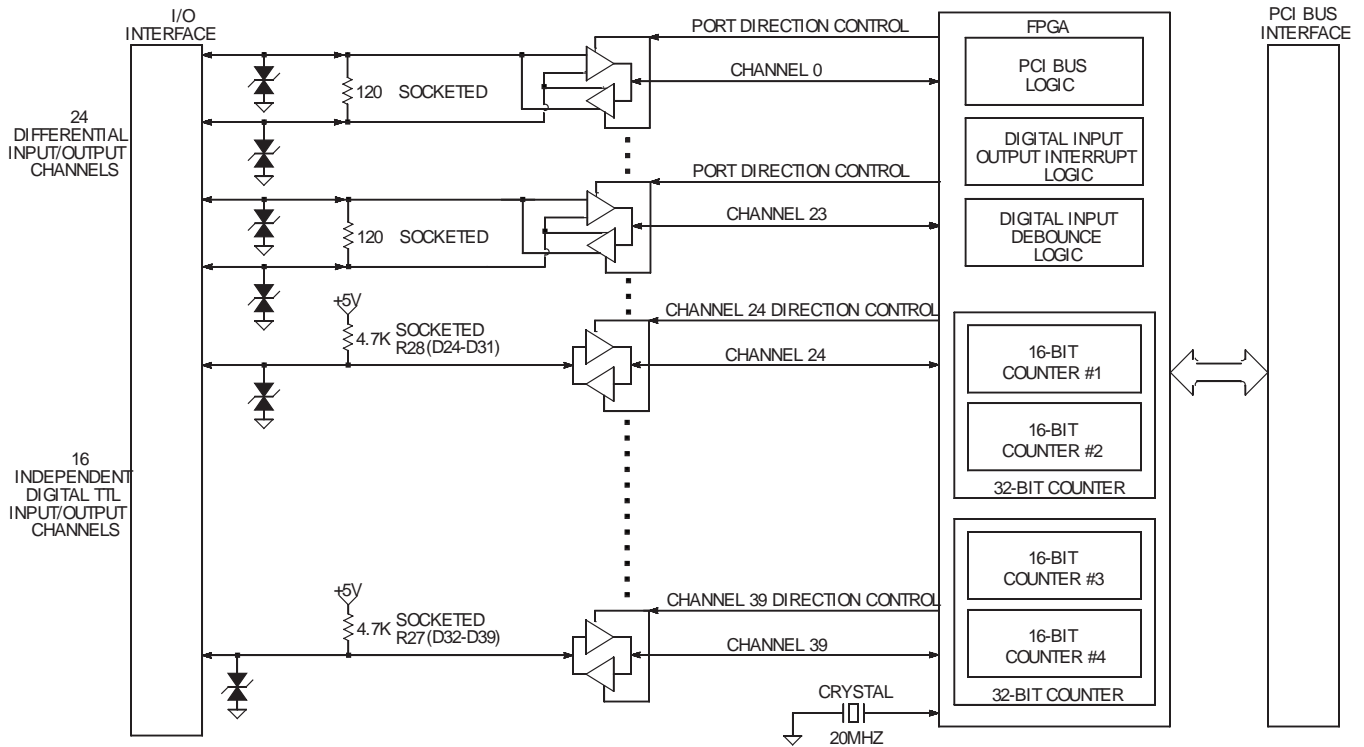 I/O
INTERFACE
24
DIFFERENTIAL
INPUT/OUTPUT
CHANNELS
16
INDEPENDENT
DIGITAL TTL
INPUT/OUTPUT
CHANNELS
120 SOCKETED
120 SOCKETED
+5V
4.7K SOCKETED
R28(D24-D31)
+5V
4.7K SOCKETED
R27(D32-D39)
PORT DIRECTION CONTROL
CHANNEL 0
PORT DIRECTION CONTROL
CHANNEL 23
CHANNEL 24 DIRECTION CONTROL
CHANNEL 24
CHANNEL 39 DIRECTION CONTROL
CHANNEL 39
CRYSTAL
20MHZ
FPGA
PCI BUS
LOGIC
DIGITAL INPUT
OUTPUT INTERRUPT
LOGIC
DIGITAL INPUT
DEBOUNCE
LOGIC
16-BIT
COUNTER #1
16-BIT
COUNTER #2
32-BIT COUNTER
16-BIT
COUNTER #3
16-BIT
COUNTER #4
32-BIT COUNTER
PCI BUS
INTERFACE